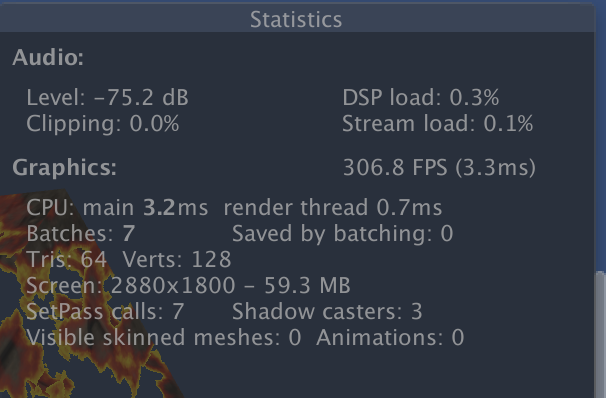 Statistics
Audio:
Level: -75.2 dB DSP load: 0.3%
Clipping: 0.0% Stream load: 0.1%
Graphics: 306.8 FPS (3.3ms)
CPU: main 3.2ms render thread 0.7ms
Batches: 7 Saved by batching: 0
Tris: 64 Verts: 128
Screen: 2880x1800 - 59.3 MB
SetPass calls: 7 Shadow casters: 3
Visible skinned meshes: 0 Animations: 0